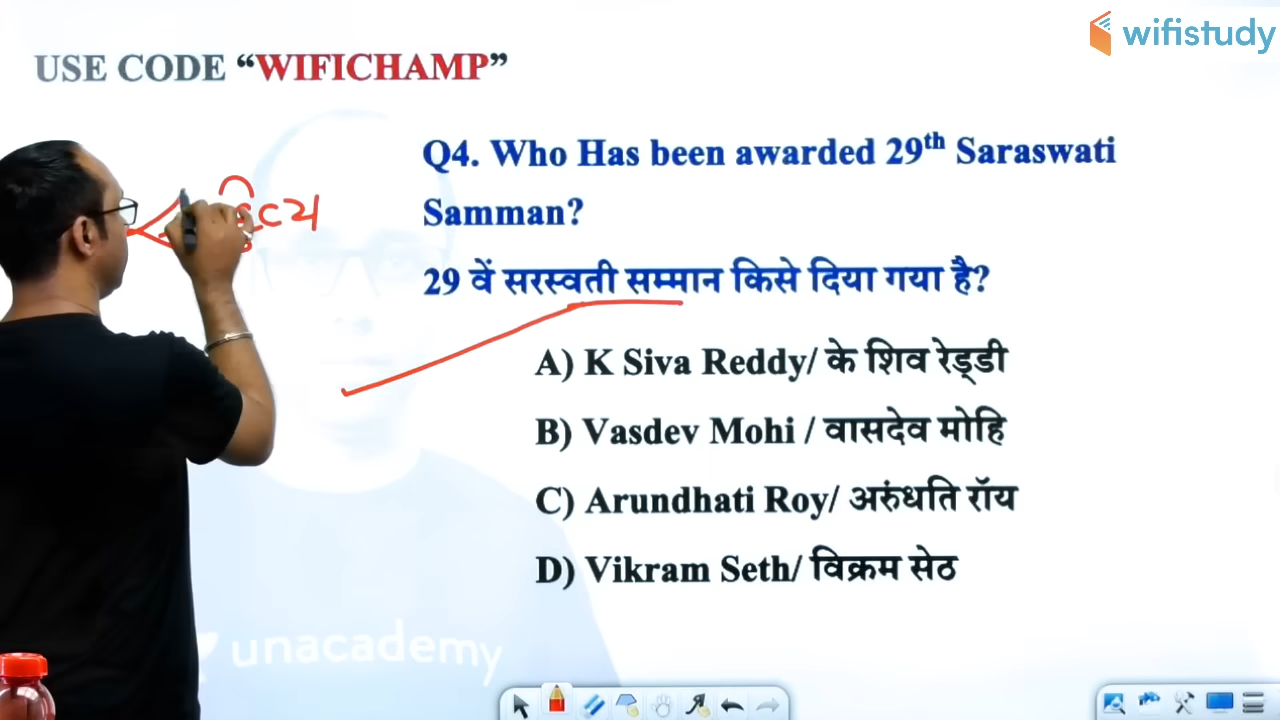 wifistudy
USE CODE “WIFICHAMP”
Q4. Who Has been awarded 29th Saraswati
Samman?
29 वें सरस्वती सम्मान किसे दिया गया है?
A) K Siva Reddy/ के शिव रेड्डी
B) Vasdev Mohi / वासदेव मोहि
C) Arundhati Roy/ अरुंधति रॉय
D) Vikram Seth/ विक्रम सेठ
unacademy